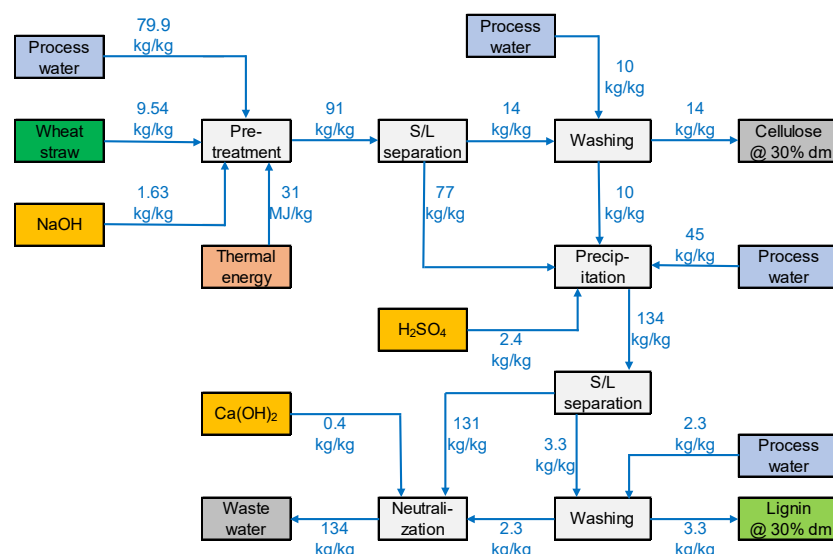 79.9
kg/kg
Process
water
Process
water
10
kg/kg
9.54
kg/kg
91
kg/kg
14
kg/kg
14
kg/kg
Wheat
straw
Pre-
treatment
S/L
separation
Washing
Cellulose
@ 30% dm
1.63
kg/kg
31
MJ/kg
77
kg/kg
10
kg/kg
45
kg/kg
NaOH
Thermal
energy
Precip-
itation
Process
water
H₂SO₄
2.4
kg/kg
134
kg/kg
S/L
separation
Ca(OH)₂
0.4
kg/kg
131
kg/kg
3.3
kg/kg
2.3
kg/kg
Process
water
Waste
water
Neutrali-
zation
Washing
Lignin
@ 30% dm
134
kg/kg
2.3
kg/kg
3.3
kg/kg